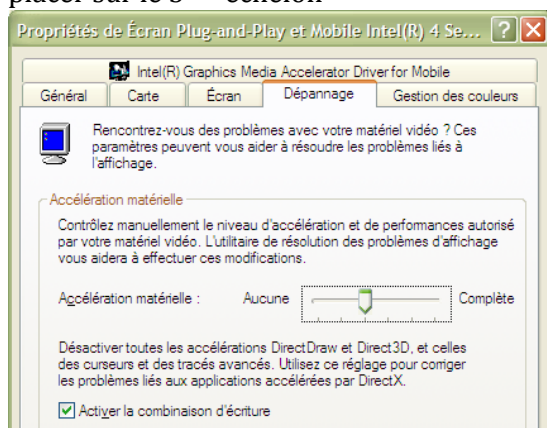 placer sur le 3ème échelon
Propriétés de Écran Plug-and-Play et Mobile Intel(R) 4 Se...
Intel(R) Graphics Media Accelerator Driver for Mobile
Général Carte Écran Dépannage Gestion des couleurs
Rencontrez-vous des problèmes avec votre matériel vidéo ? Ces
paramètres peuvent vous aider à résoudre les problèmes liés à
l'affichage.
Accélération matérielle
Contrôlez manuellement le niveau d'accélération et de performances autorisé
par votre matériel vidéo. L'utilitaire de résolution des problèmes d'affichage
vous aidera à effectuer ces modifications.
Accélération matérielle : Aucune Complète
Désactiver toutes les accélérations DirectDraw et Direct3D, et celles
des curseurs et des tracés avancés. Utilisez ce réglage pour corriger
les problèmes liés aux applications accélérées par DirectX.
Activer la combinaison d'écriture